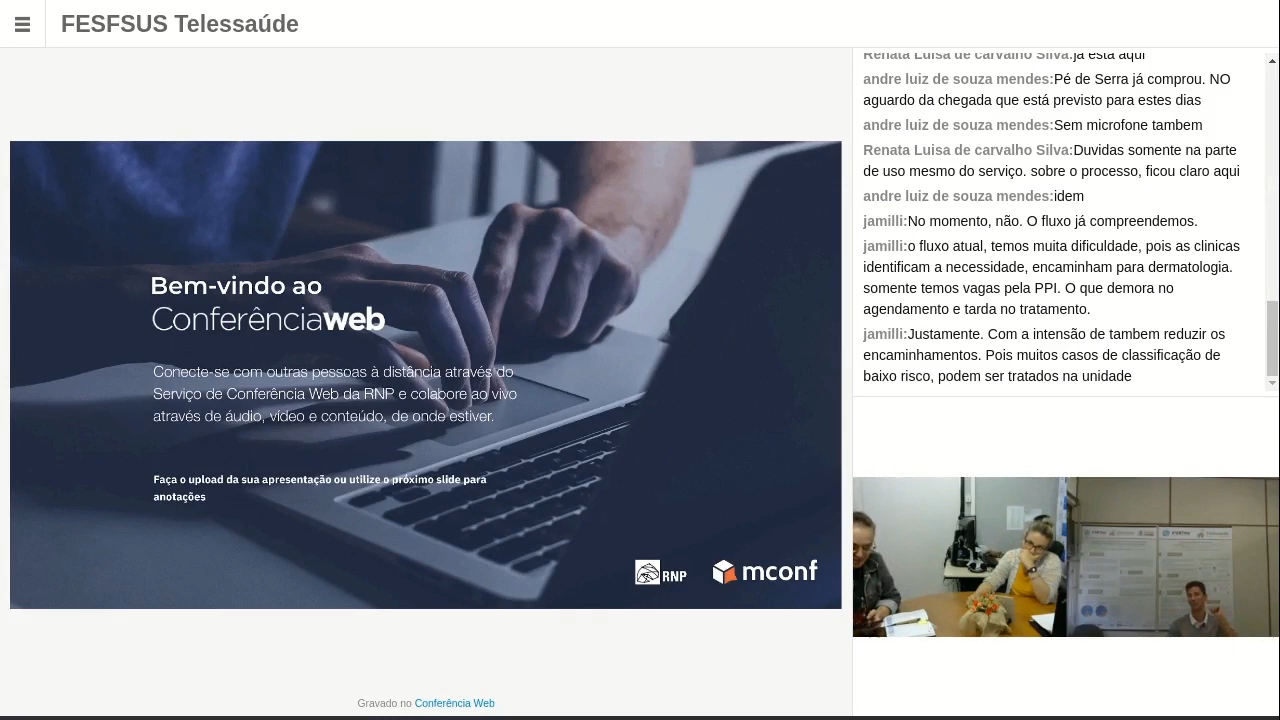 FESFSUS Telessaúde
Renata Luisa de carvalho Silva:ja esta aqui
andre luiz de souza mendes:Pé de Serra já comprou. NO
aguardo da chegada que está previsto para estes dias
andre luiz de souza mendes:Sem microfone tambem
Renata Luisa de carvalho Silva:Duvidas somente na parte
de uso mesmo do serviço. sobre o processo, ficou claro aqui
andre luiz de souza mendes:idem
jamilli:No momento, não. O fluxo já compreendemos.
jamilli:o fluxo atual, temos muita dificuldade, pois as clinicas
identificam a necessidade, encaminham para dermatologia.
somente temos vagas pela PPI. O que demora no
agendamento e tarda no tratamento.
jamilli:Justamente. Com a intensão de tambem reduzir os
encaminhamentos. Pois muitos casos de classificação de
baixo risco, podem ser tratados na unidade
Bem-vindo ao
Conferênciaweb
Conecte-se com outras pessoas à distância através do
Serviço de Conferência Web da RNP e colabore ao vivo
através de áudio, vídeo e conteúdo, de onde estiver.
Faça o upload da sua apresentação ou utilize o próximo slide para
anotações
RNP
mconf
Gravado no Conferência Web